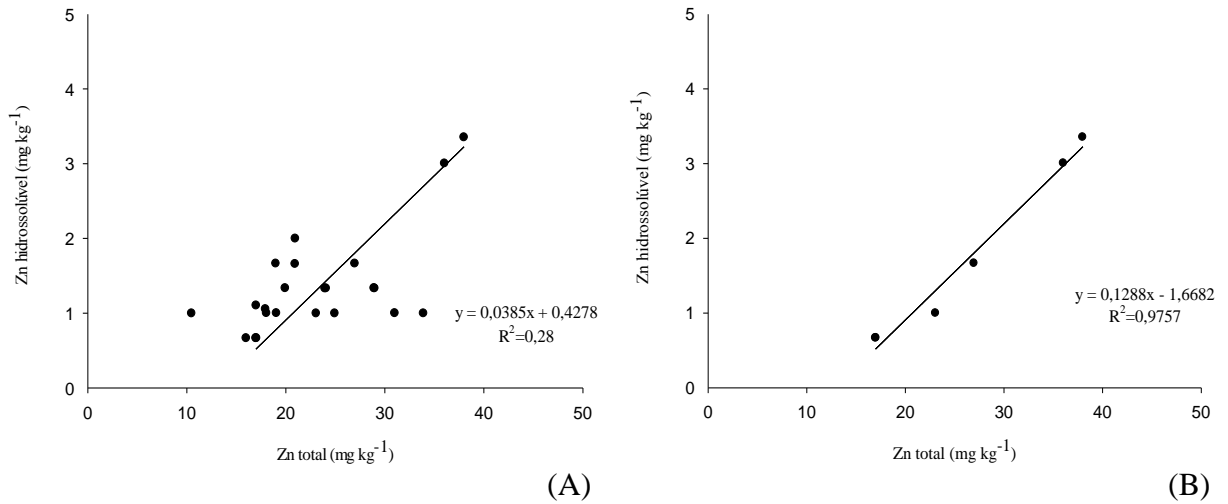 5
4
3
2
1
0
Zn hidrossolúvel (mg kg⁻¹)
y = 0,0385x + 0,4278
R²=0,28
0 10 20 30 40 50
Zn total (mg kg⁻¹)
(A)
5
4
3
2
1
0
Zn hidrossolúvel (mg kg⁻¹)
y = 0,1288x - 1,6682
R²=0,9757
0 10 20 30 40 50
Zn total (mg kg⁻¹)
(B)